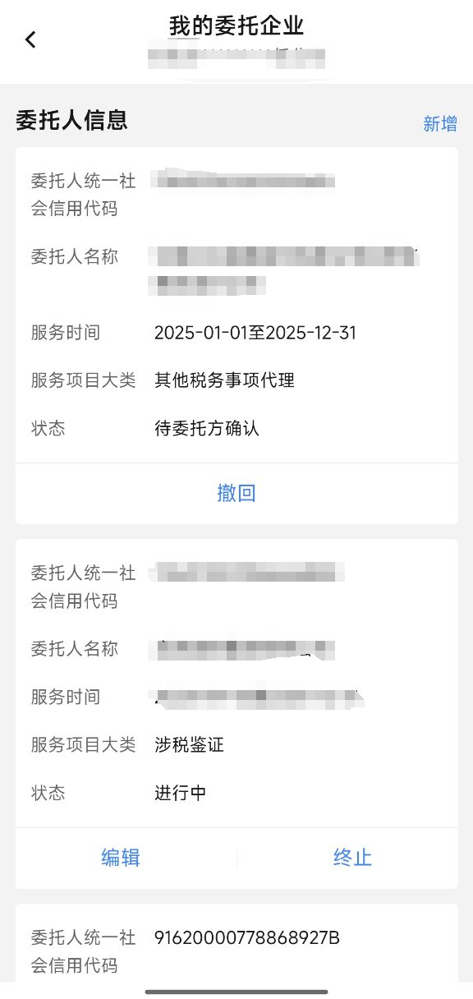 我的委托企业
委托人信息
新增
委托人统一社
会信用代码
委托人名称
服务时间 2025-01-01至2025-12-31
服务项目大类 其他税务事项代理
状态 待委托方确认
撤回
委托人统一社
会信用代码
委托人名称
服务时间
服务项目大类 涉税鉴证
状态 进行中
编辑 终止
委托人统一社 91620000778868927B
会信用代码